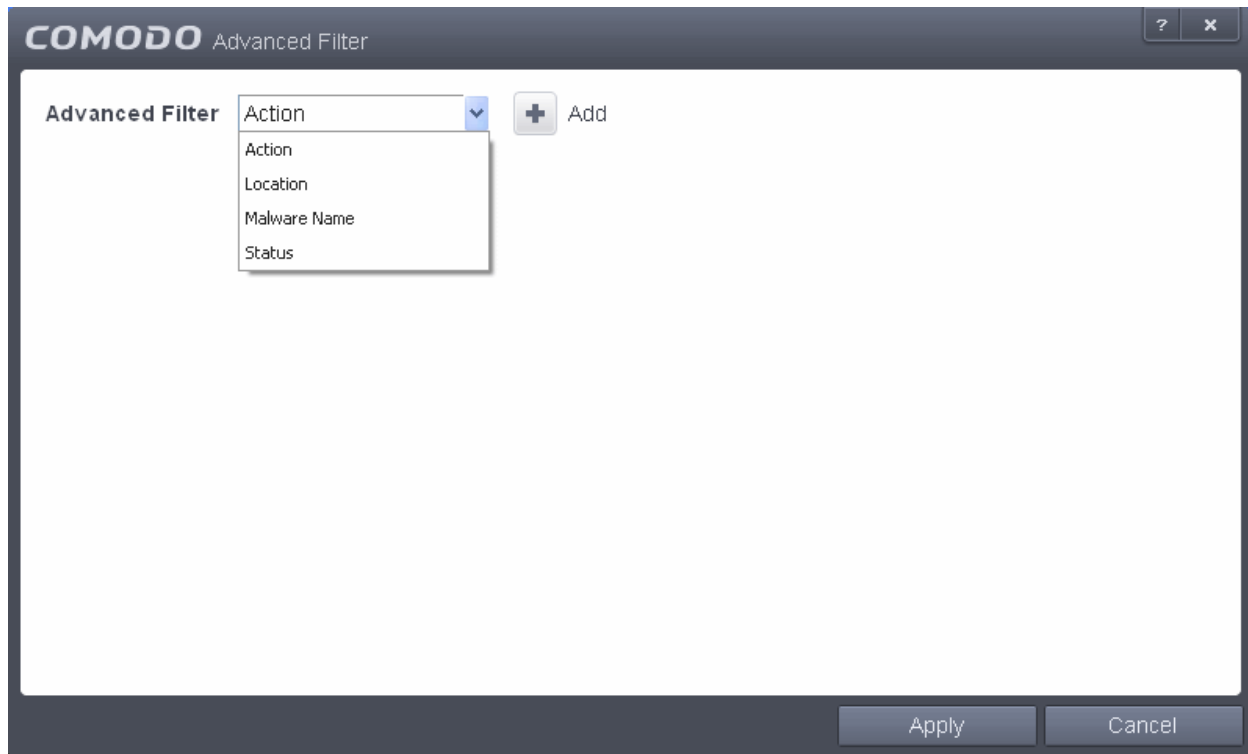 COMODO Advanced Filter ? x
Advanced Filter Action + Add
Action
Location
Malware Name
Status
Apply Cancel